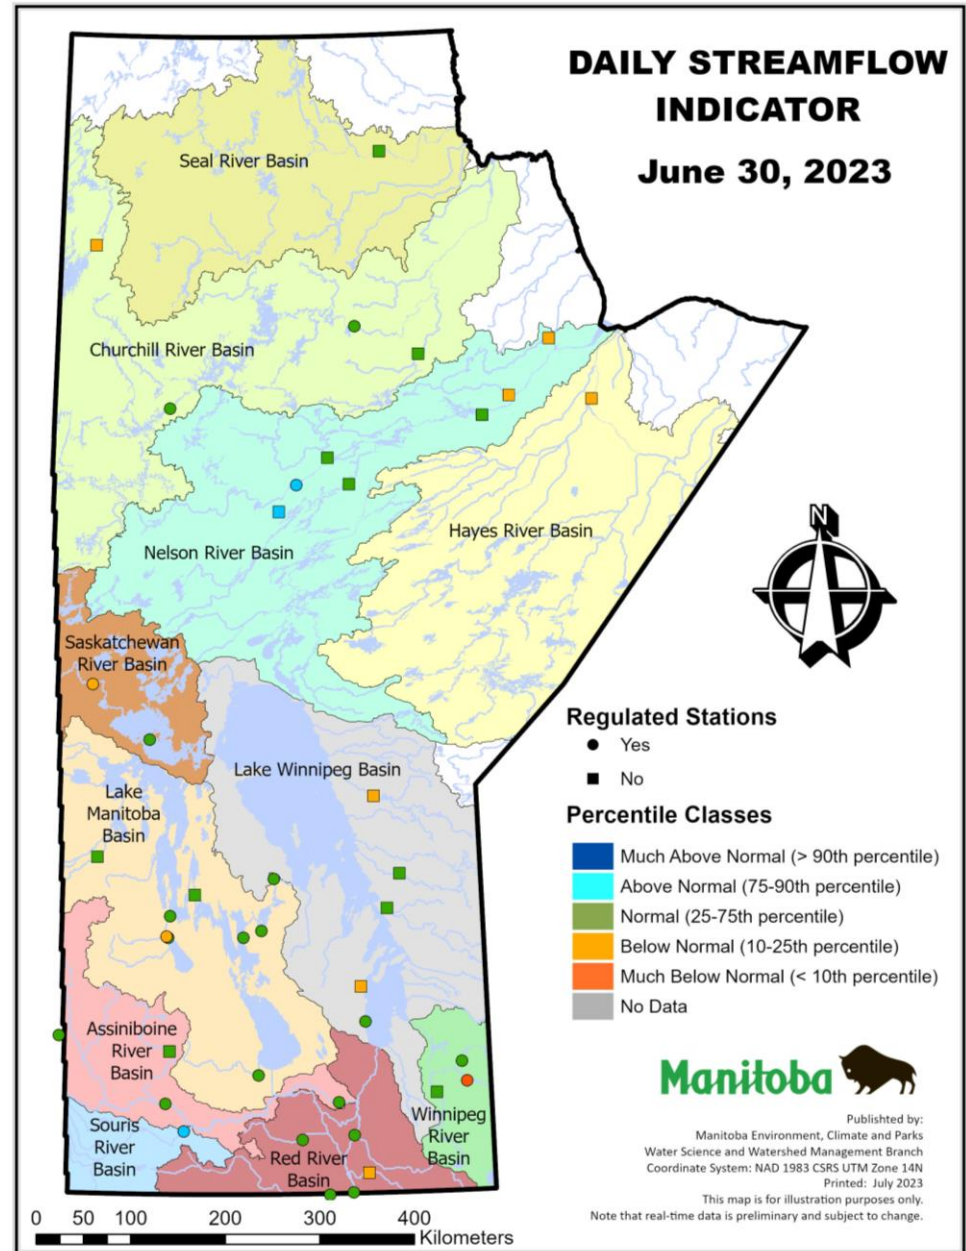 DAILY STREAMFLOW
INDICATOR
June 30, 2023
Seal River Basin
Churchill River Basin
Hayes River Basin
Nelson River Basin
N
Saskatchewan
River Basin
Lake Winnipeg Basin
Lake
Manitoba
Basin
Assiniboine
River
Basin
Souris
River
Basin
Red River
Basin
Winnipeg
River
Basin
Regulated Stations
Yes
No
Percentile Classes
Much Above Normal (> 90th percentile)
Above Normal (75-90th percentile)
Normal (25-75th percentile)
Below Normal (10-25th percentile)
Much Below Normal (< 10th percentile)
No Data
Manitoba
Publishted by:
Manitoba Environment, Climate and Parks
Water Science and Watershed Management Branch
Coordinate System: NAD 1983 CSRS UTM Zone 14N
Printed: July 2023
This map is for illustration purposes only.
Note that real-time data is preliminary and subject to change.
0 50 100 200 300 400
Kilometers